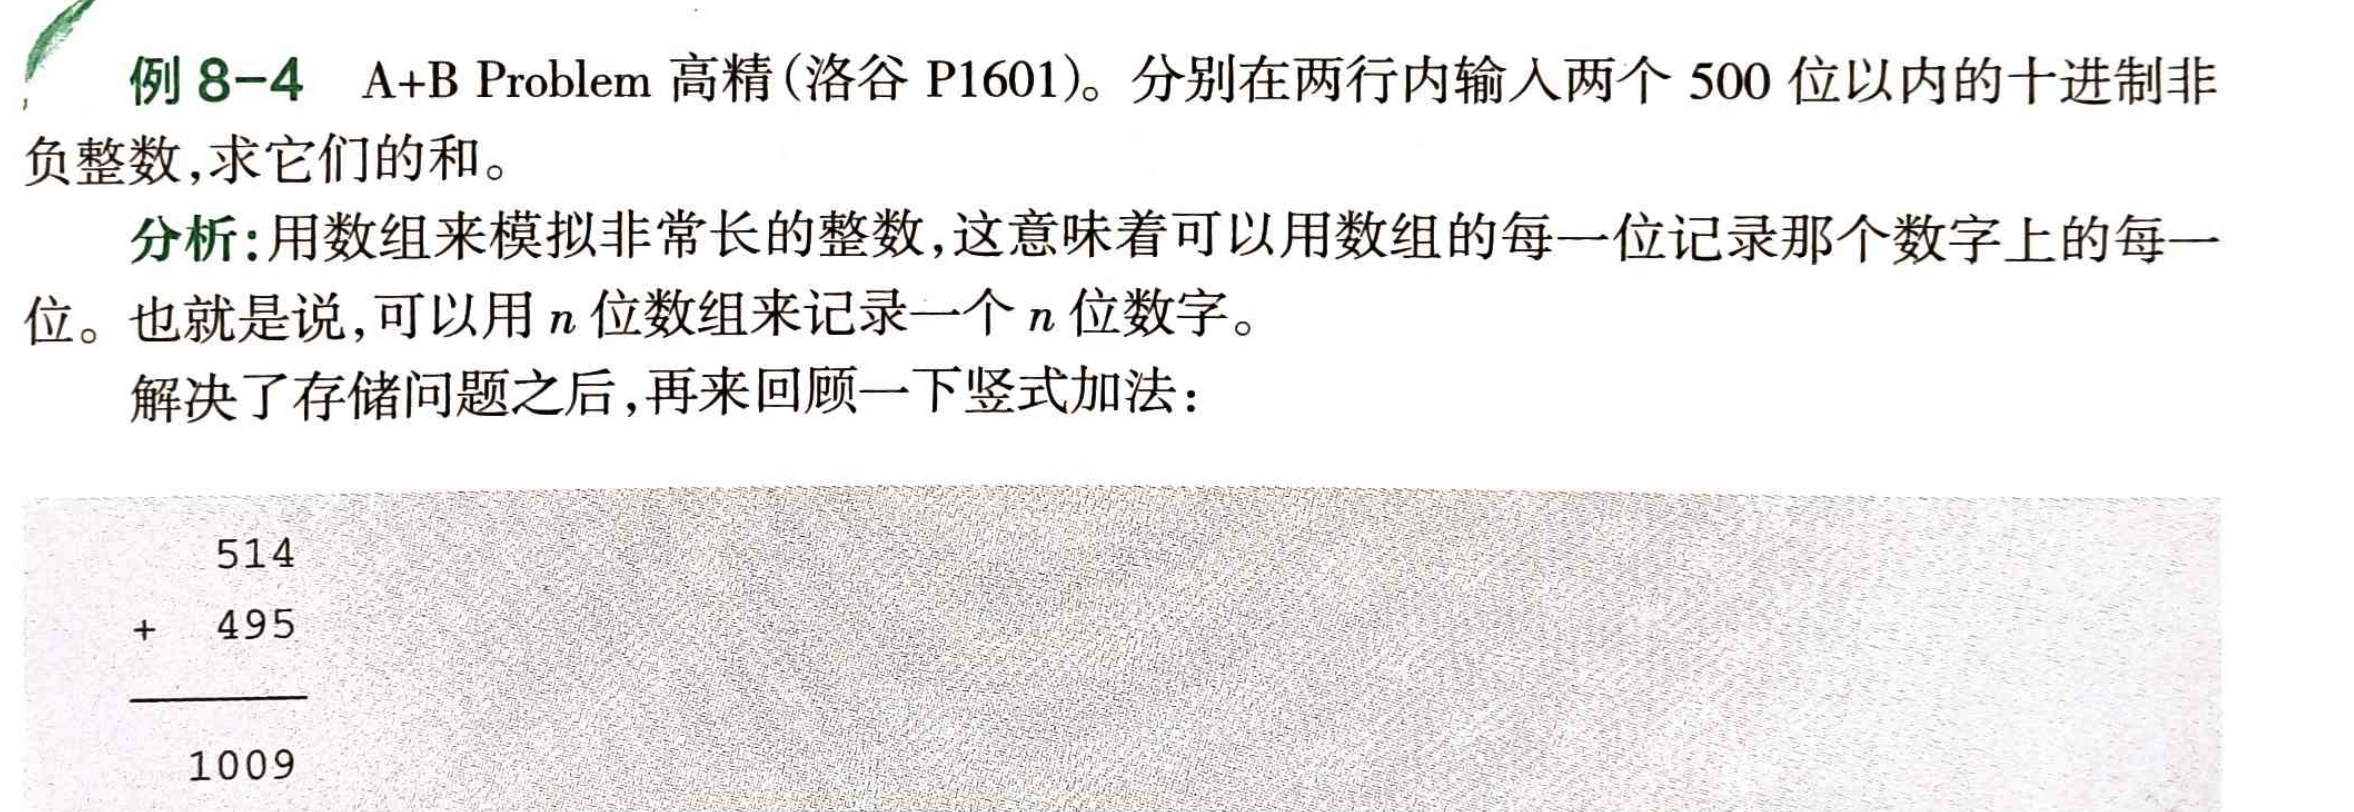 例 8-4 A+B Problem 高精(洛谷 P1601)。分别在两行内输入两个 500 位以内的十进制非
负整数,求它们的和。
分析:用数组来模拟非常长的整数,这意味着可以用数组的每一位记录那个数字上的每一
位。也就是说,可以用 n 位数组来记录一个 n 位数字。
解决了存储问题之后,再来回顾一下竖式加法:
514
+ 495
1009